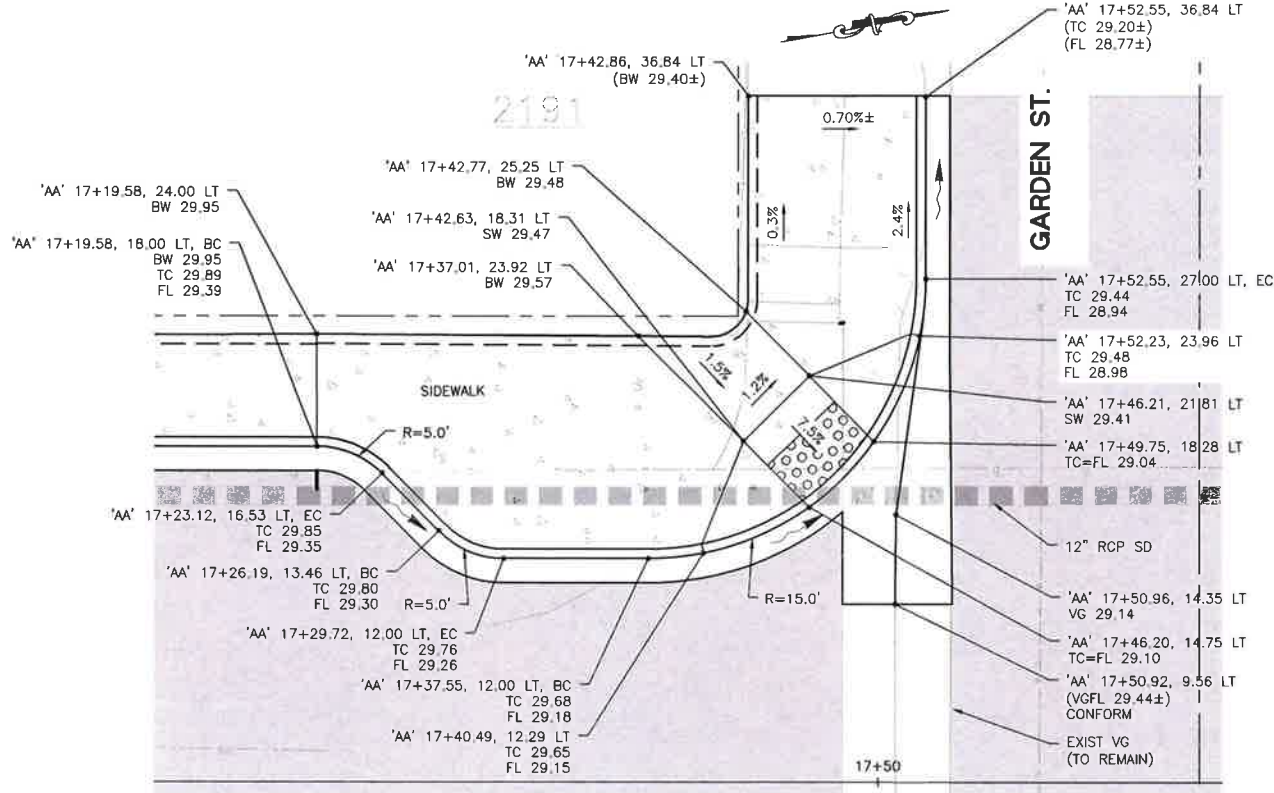 'AA' 17+52.55, 36.84 LT
(TC 29.20±)
(FL 28.77±)
'AA' 17+42.86, 36.84 LT
(BW 29.40±)
2191
0.70%±
GARDEN ST.
'AA' 17+42.77, 25.25 LT
BW 29.48
'AA' 17+19.58, 24.00 LT
BW 29.95
'AA' 17+42.63, 18.31 LT
SW 29.47
'AA' 17+19.58, 18.00 LT, BC
BW 29.95
TC 29.89
FL 29.39
'AA' 17+37.01, 23.92 LT
BW 29.57
0.3%
2.4%
'AA' 17+52.55, 27.00 LT, EC
TC 29.44
FL 28.94
'AA' 17+52.23, 23.96 LT
TC 29.48
FL 28.98
SIDEWALK
1.5%
1.2%
7.5%
'AA' 17+46.21, 21.81 LT
SW 29.41
R=5.0'
'AA' 17+49.75, 18.28 LT
TC=FL 29.04
'AA' 17+23.12, 16.53 LT, EC
TC 29.85
FL 29.35
12" RCP SD
'AA' 17+26.19, 13.46 LT, BC
TC 29.80
FL 29.30
R=5.0'
R=15.0'
'AA' 17+50.96, 14.35 LT
VG 29.14
'AA' 17+29.72, 12.00 LT, EC
TC 29.76
FL 29.26
'AA' 17+46.20, 14.75 LT
TC=FL 29.10
'AA' 17+37.55, 12.00 LT, BC
TC 29.68
FL 29.18
'AA' 17+50.92, 9.56 LT
(VGFL 29.44±)
CONFORM
'AA' 17+40.49, 12.29 LT
TC 29.65
FL 29.15
EXIST VG
(TO REMAIN)
17+50